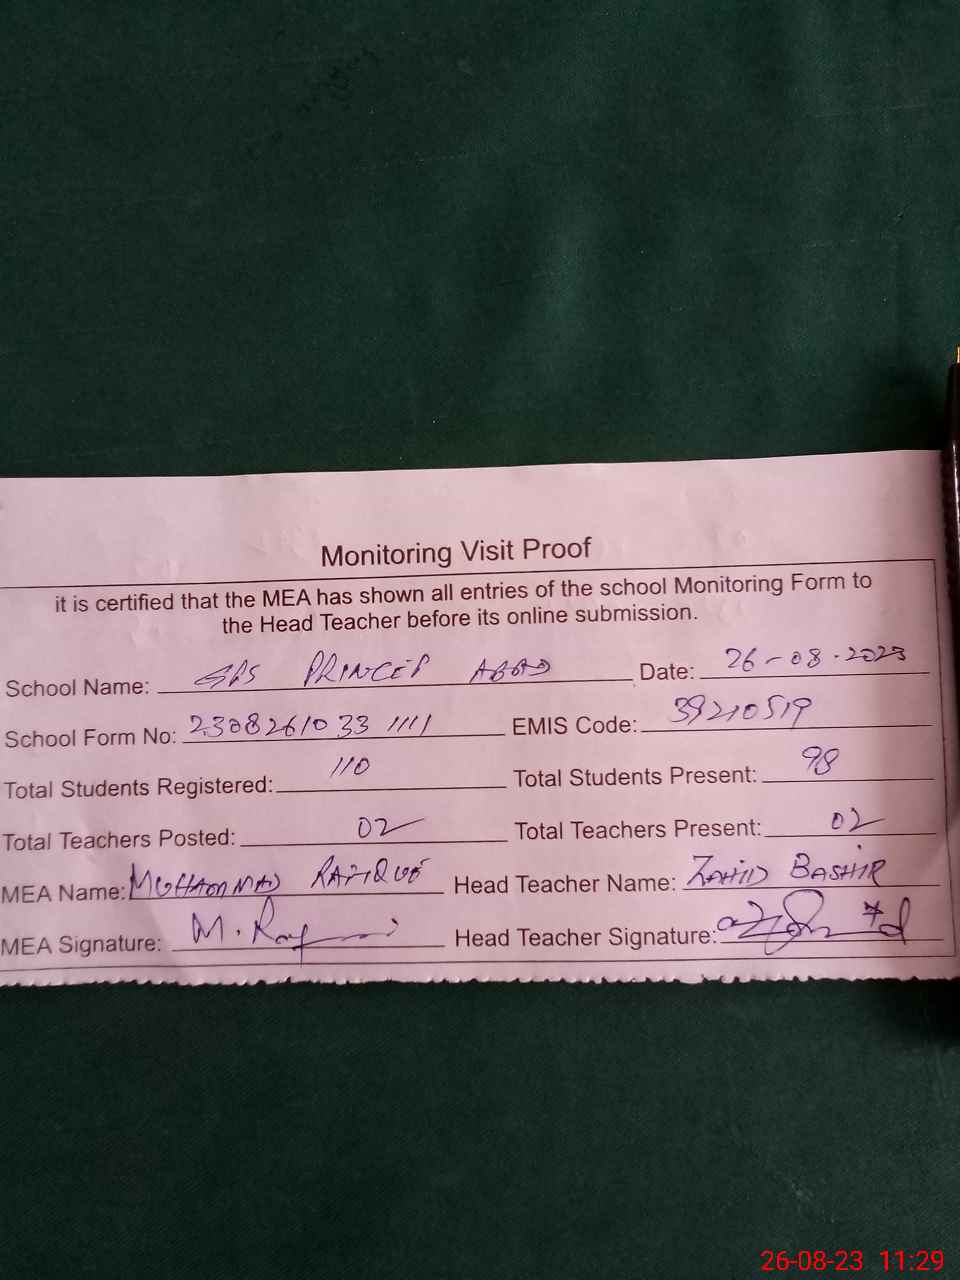 Monitoring Visit Proof
it is certified that the MEA has shown all entries of the school Monitoring Form to
the Head Teacher before its online submission.
School Name: GPS PRINCEP ABAD Date: 26-08-2023
School Form No: 2308261033 1111 EMIS Code: 39210519
Total Students Registered: 110 Total Students Present: 98
Total Teachers Posted: 02 Total Teachers Present: 02
MEA Name: MUHAMMAD RAFIQUE Head Teacher Name: ZAHID BASHIR
MEA Signature: Head Teacher Signature:
26-08-23 11:29